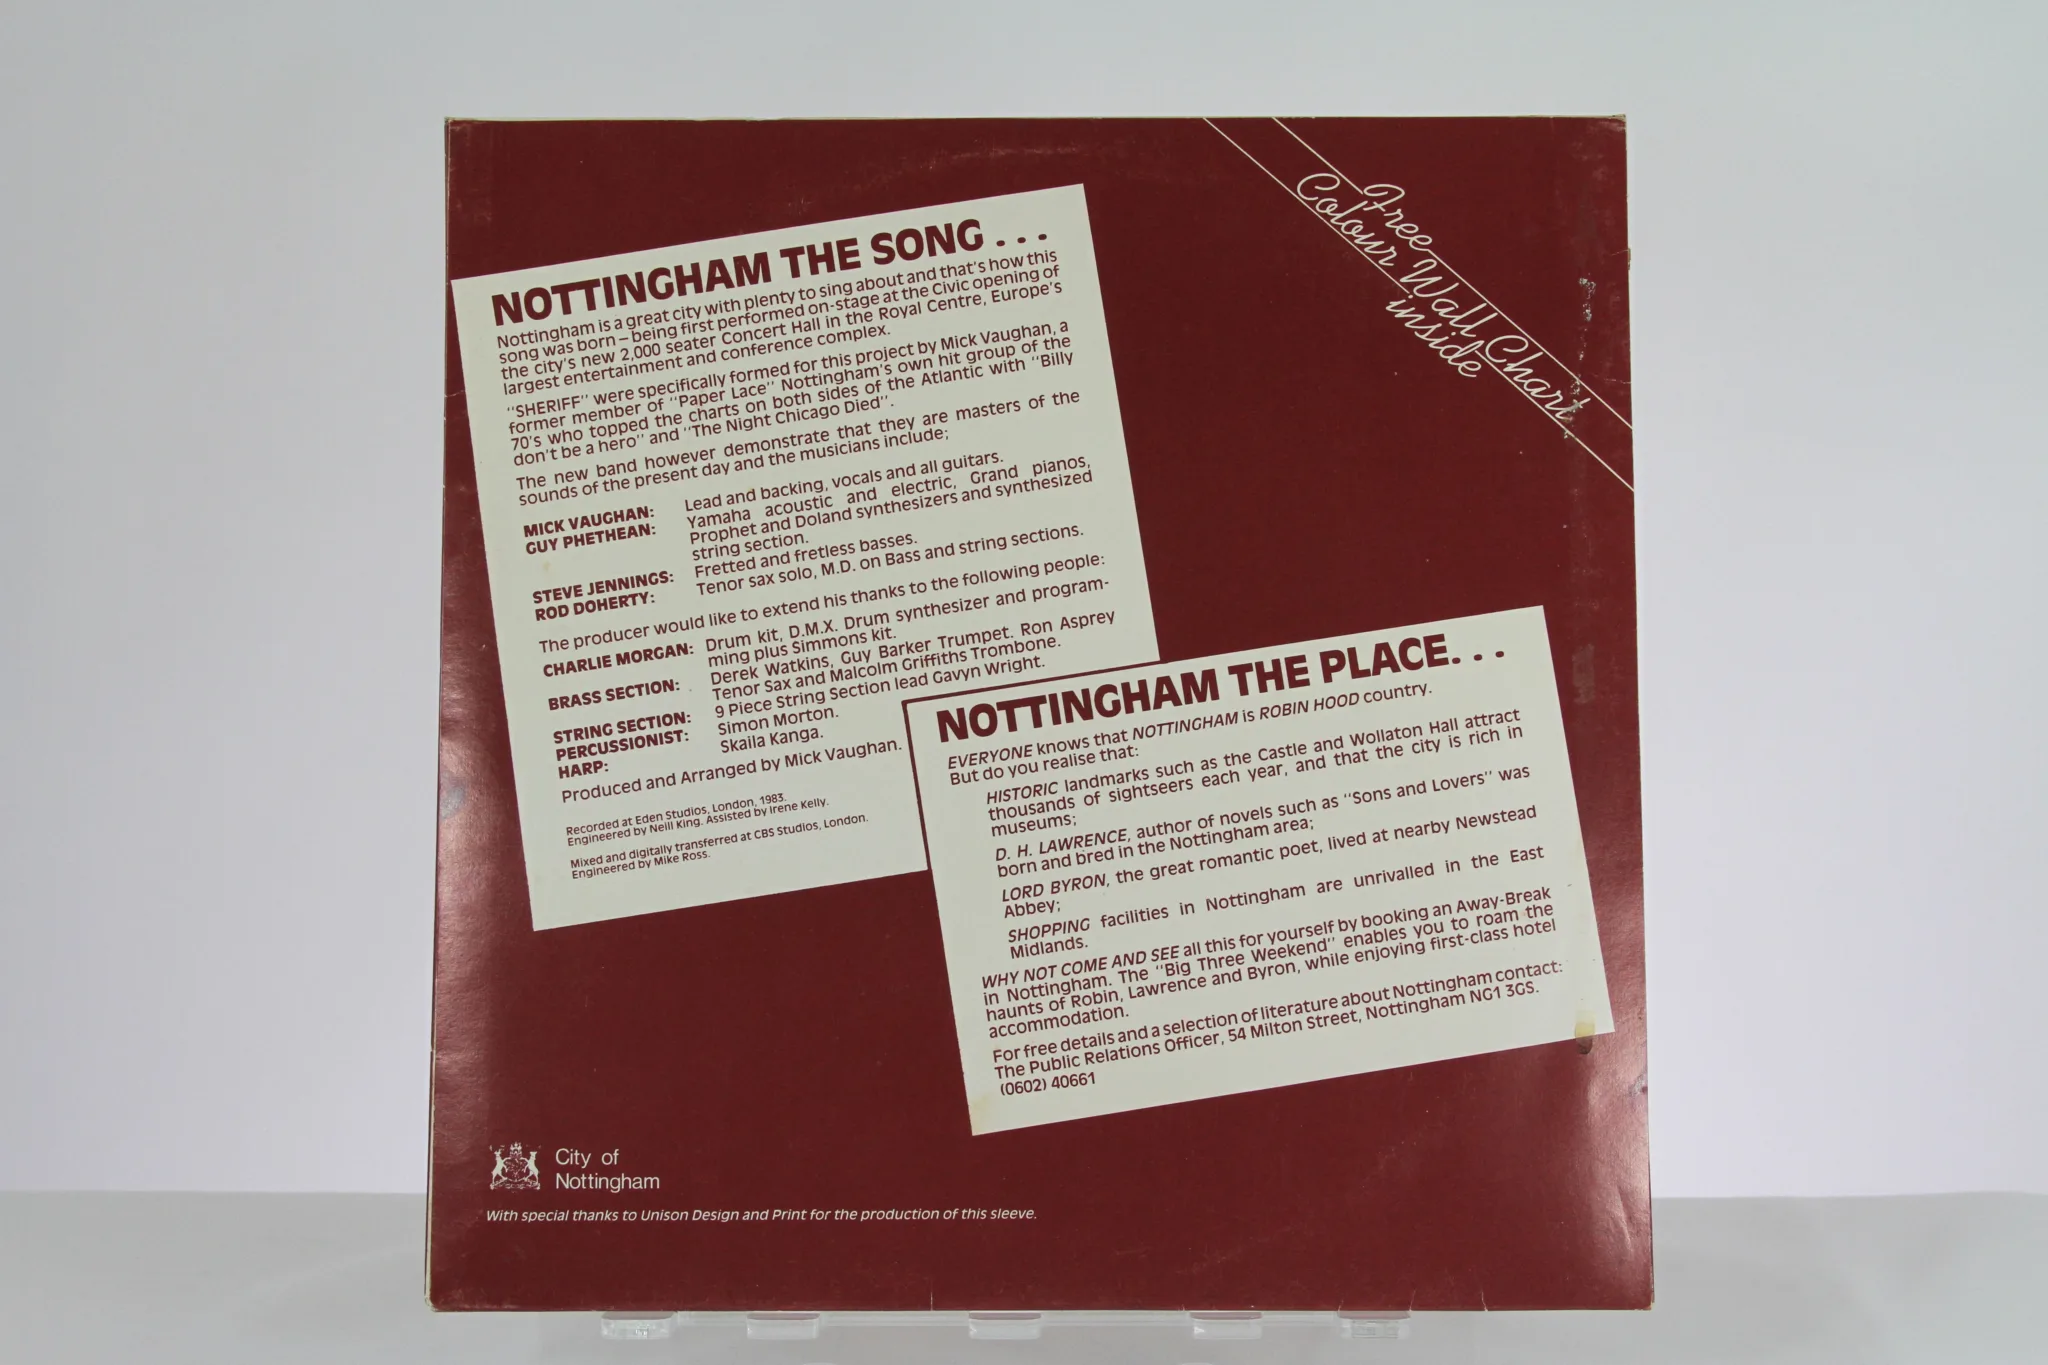 Free
Colour Wall Chart
inside
NOTTINGHAM THE SONG...
Nottingham is a great city with plenty to sing about and that's how this
song was born – being first performed on-stage at the Civic opening of
the city's new 2,000 seater Concert Hall in the Royal Centre, Europe's
largest entertainment and conference complex.
"SHERIFF" were specifically formed for this project by Mick Vaughan, a
former member of "Paper Lace" Nottingham's own hit group of the
70's who topped the charts on both sides of the Atlantic with "Billy
don't be a hero" and "The Night Chicago Died".
The new band however demonstrate that they are masters of the
sounds of the present day and the musicians include;
MICK VAUGHAN: Lead and backing, vocals and all guitars.
GUY PHETHEAN: Yamaha acoustic and electric, Grand pianos,
Prophet and Doland synthesizers and synthesized
string section.
STEVE JENNINGS: Fretted and fretless basses.
ROD DOHERTY: Tenor sax solo, M.D. on Bass and string sections.
The producer would like to extend his thanks to the following people:
CHARLIE MORGAN: Drum kit, D.M.X. Drum synthesizer and program-
ming plus Simmons kit.
BRASS SECTION: Derek Watkins, Guy Barker Trumpet. Ron Asprey
Tenor Sax and Malcolm Griffiths Trombone.
STRING SECTION: 9 Piece String Section lead Gavyn Wright.
PERCUSSIONIST: Simon Morton.
HARP: Skaila Kanga.
Produced and Arranged by Mick Vaughan.
Recorded at Eden Studios, London, 1983.
Engineered by Neill King. Assisted by Irene Kelly.
Mixed and digitally transferred at CBS Studios, London.
Engineered by Mike Ross.
NOTTINGHAM THE PLACE...
EVERYONE knows that NOTTINGHAM is ROBIN HOOD country.
But do you realise that:
HISTORIC landmarks such as the Castle and Wollaton Hall attract
thousands of sightseers each year, and that the city is rich in
museums;
D. H. LAWRENCE, author of novels such as "Sons and Lovers" was
born and bred in the Nottingham area;
LORD BYRON, the great romantic poet, lived at nearby Newstead
Abbey;
SHOPPING facilities in Nottingham are unrivalled in the East
Midlands.
WHY NOT COME AND SEE all this for yourself by booking an Away-Break
in Nottingham. The "Big Three Weekend" enables you to roam the
haunts of Robin, Lawrence and Byron, while enjoying first-class hotel
accommodation.
For free details and a selection of literature about Nottingham contact:
The Public Relations Officer, 54 Milton Street, Nottingham NG1 3GS.
(0602) 40661
City of
Nottingham
With special thanks to Unison Design and Print for the production of this sleeve.